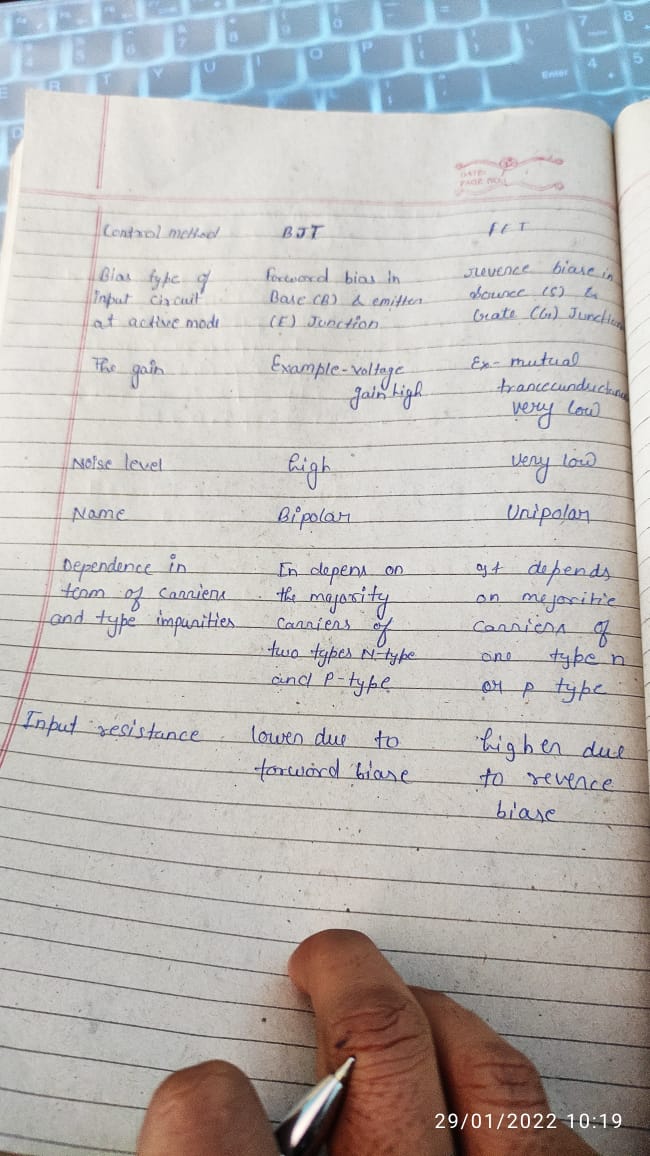 DATE:
PAGE NO.:
Control method BJT FET
Bias type of Forword bias in revence biase in
Input circuit Base (B) & emitter source (S) &
at active mode (E) Junction Gate (G) Junction
The gain Example-voltage Ex- mutual
gain high trancecunductance
very low
Noise level high very low
Name Bipolar Unipolar
Dependence in In depens on It depends
term of carriers the majority on mejoritie
and type impurities carriers of carriers of
two types N-type one type n
and P-type or p type
Input resistance lower due to higher due
forword biase to revence
biase
29/01/2022 10:19